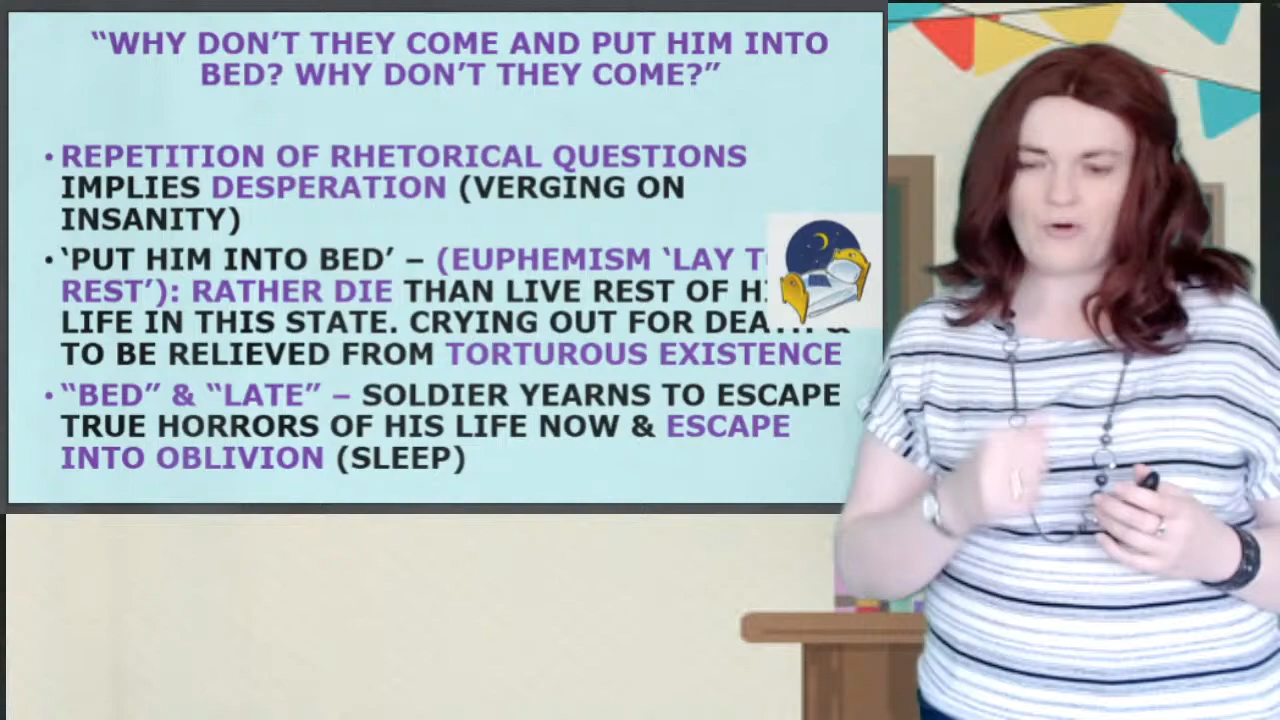 “WHY DON’T THEY COME AND PUT HIM INTO
BED? WHY DON’T THEY COME?”
• REPETITION OF RHETORICAL QUESTIONS
IMPLIES DESPERATION (VERGING ON
INSANITY)
• ‘PUT HIM INTO BED’ – (EUPHEMISM ‘LAY
REST’): RATHER DIE THAN LIVE REST OF
LIFE IN THIS STATE. CRYING OUT FOR &
TO BE RELIEVED FROM TORTUROUS EXISTENCE
• “BED” & “LATE” – SOLDIER YEARNS TO ESCAPE
TRUE HORRORS OF HIS LIFE NOW & ESCAPE
INTO OBLIVION (SLEEP)